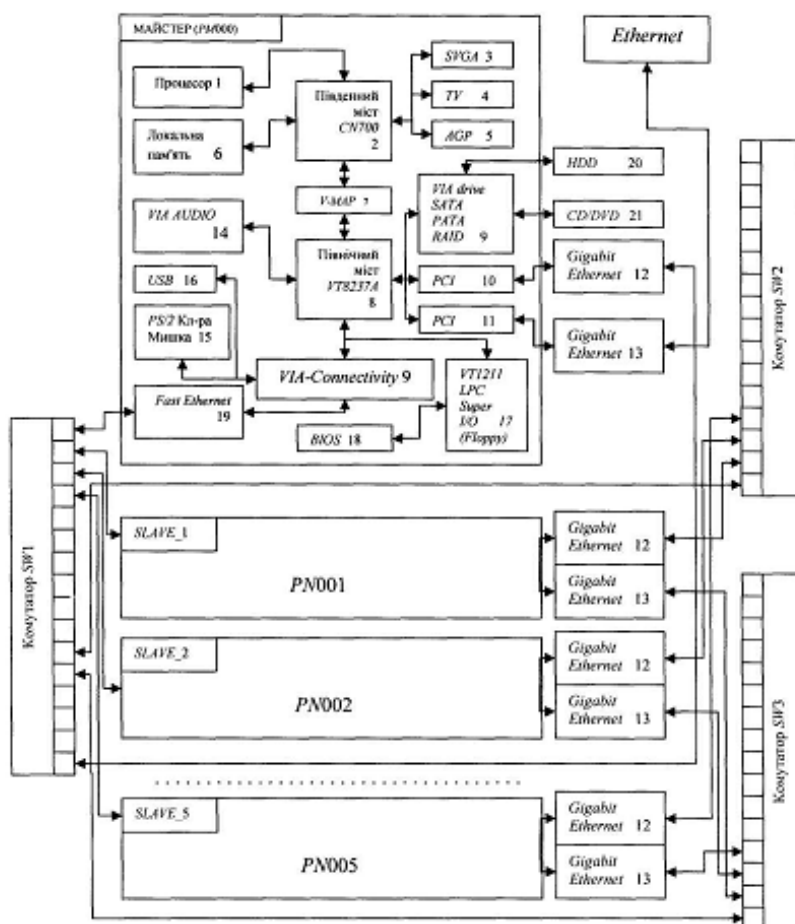 МАЙСТЕР (PN000)
Процесор 1
Локальна
пам'ять 6
VIA AUDIO
14
USB 16
PS/2 Кл-ра
Мишка 15
Fast Ethernet
19
Південний
міст
CN700
2
V-MAP 7
Північний
міст
VT8237A
8
VIA-Connectivity 9
BIOS 18
SVGA 3
TV 4
AGP 5
VIA drive
SATA
PATA
RAID 9
PCI 10
PCI 11
VT1211
LPC
Super
I/O 17
(Floppy)
Ethernet
HDD 20
CD/DVD 21
Gigabit
Ethernet 12
Gigabit
Ethernet 13
Комутатор SW2
Комутатор SW1
SLAVE_1
PN001
Gigabit
Ethernet 12
Gigabit
Ethernet 13
SLAVE_2
PN002
Gigabit
Ethernet 12
Gigabit
Ethernet 13
Комутатор SW3
SLAVE_5
PN005
Gigabit
Ethernet 12
Gigabit
Ethernet 13